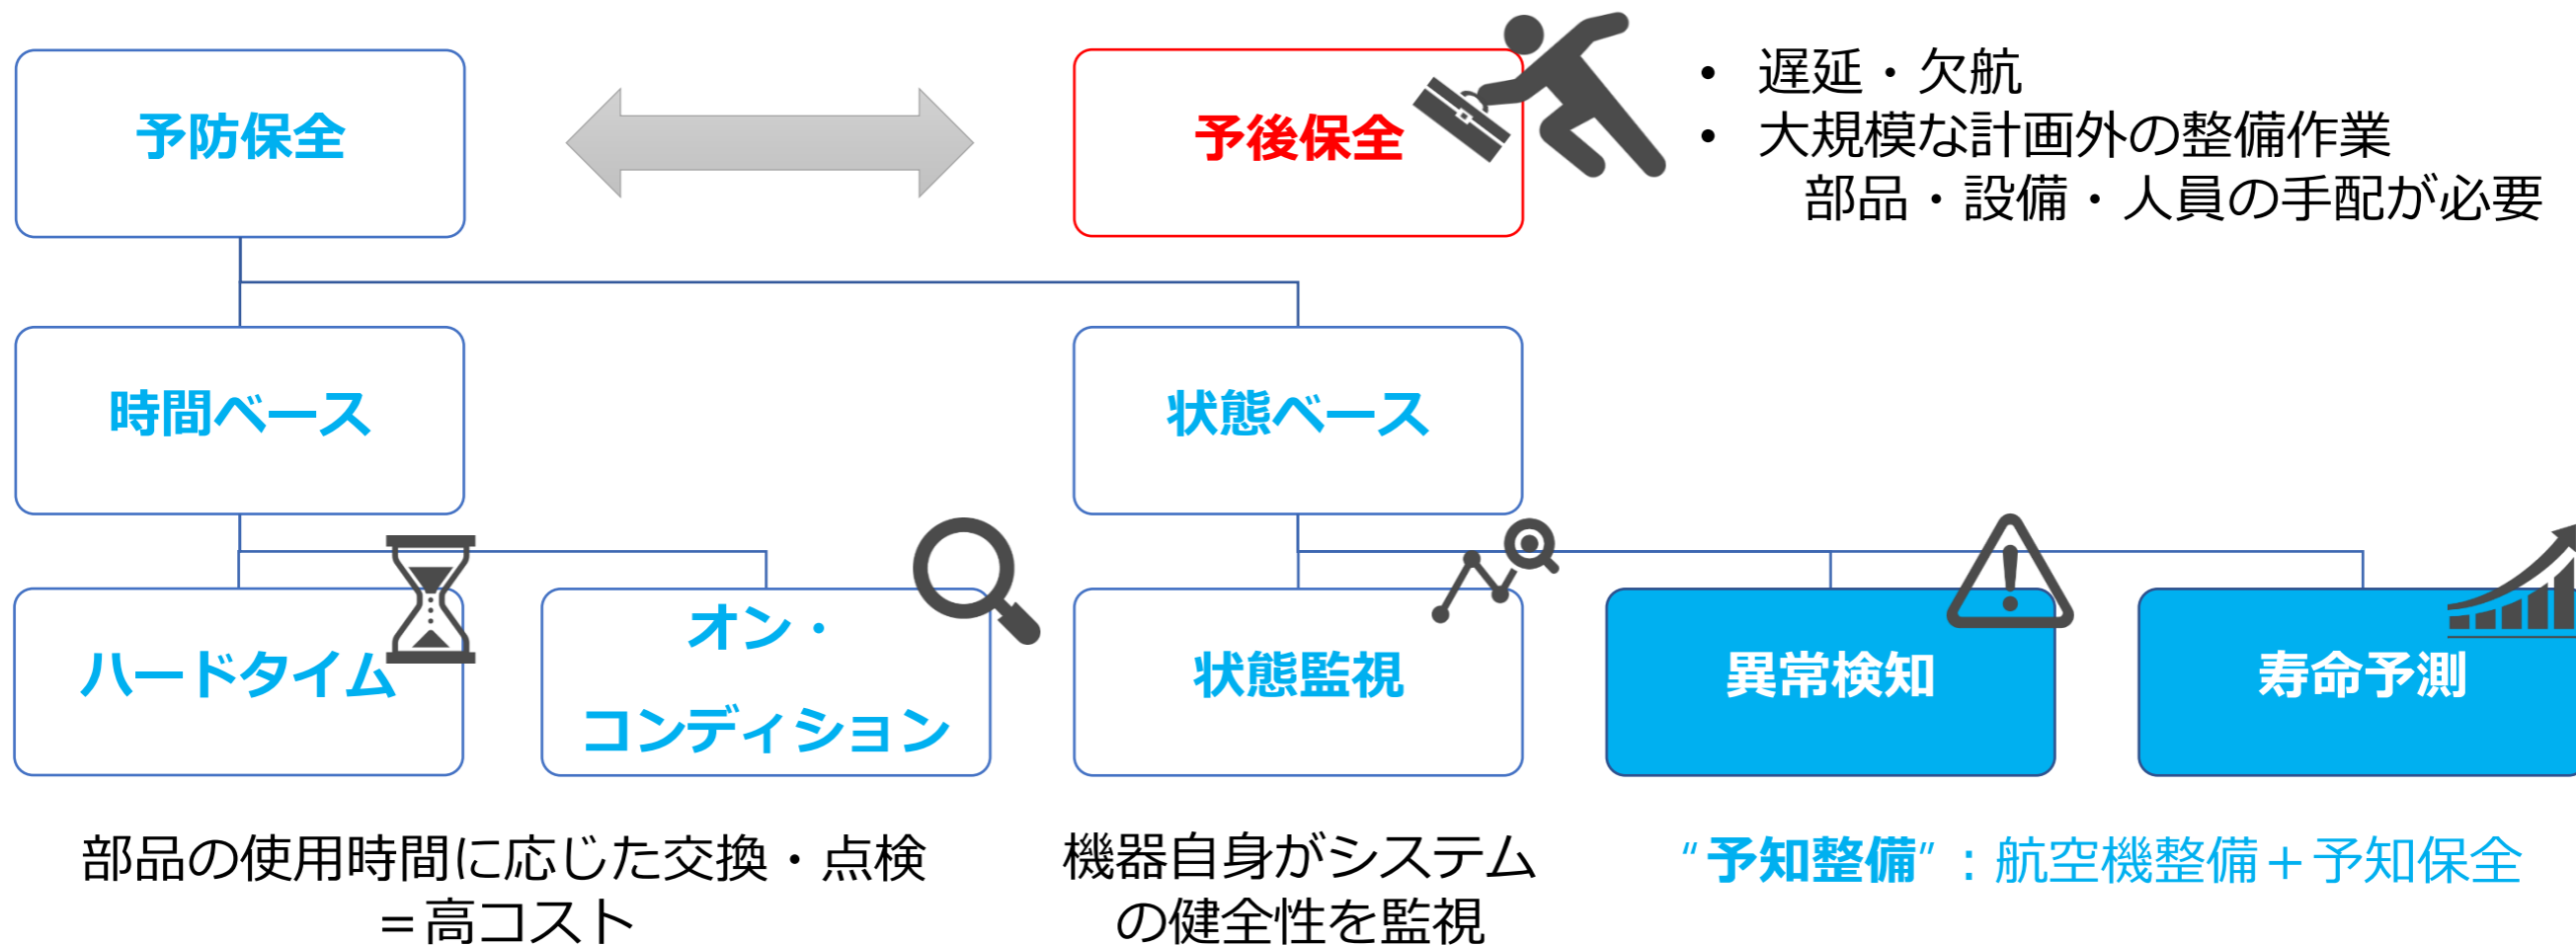 予防保全
予後保全
• 遅延・欠航
• 大規模な計画外の整備作業
部品・設備・人員の手配が必要
時間ベース
状態ベース
ハードタイム
オン・
コンディション
状態監視
異常検知
寿命予測
部品の使用時間に応じた交換・点検
＝高コスト
機器自身がシステム
の健全性を監視
“予知整備”：航空機整備＋予知保全